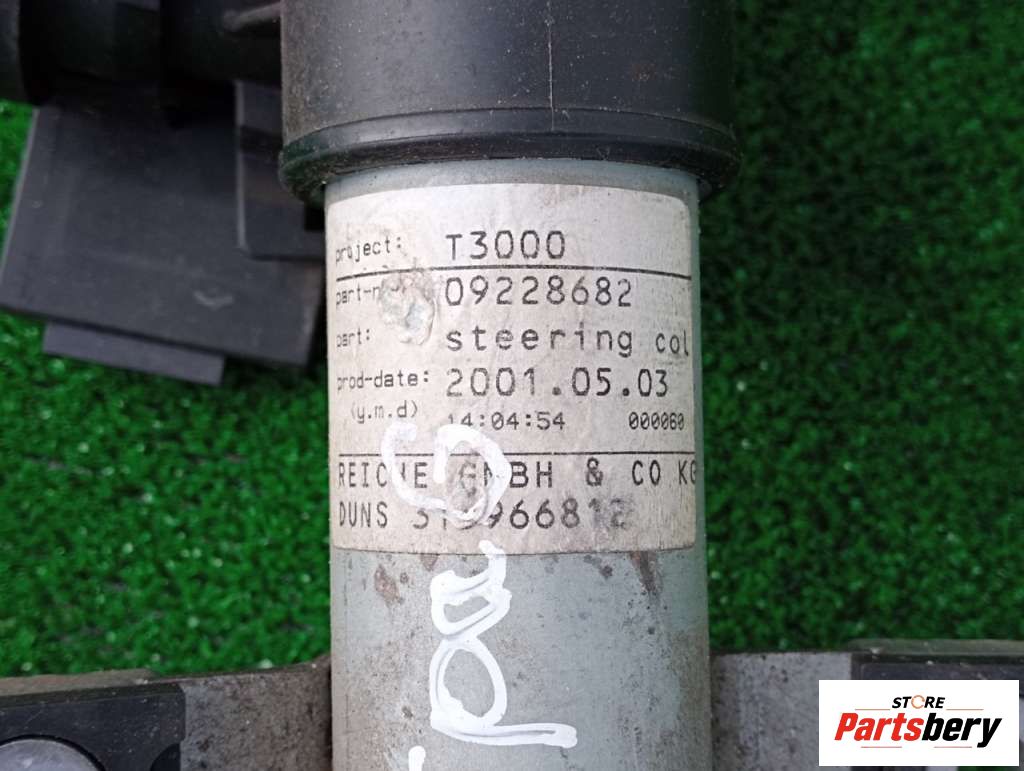 project: T3000
09228682
part: steering col
prod-date: 2001.05.03
(y.m.d) 14:04:54 000060
REICHE GMBH & CO KG
DUNS
STORE
Partsbery